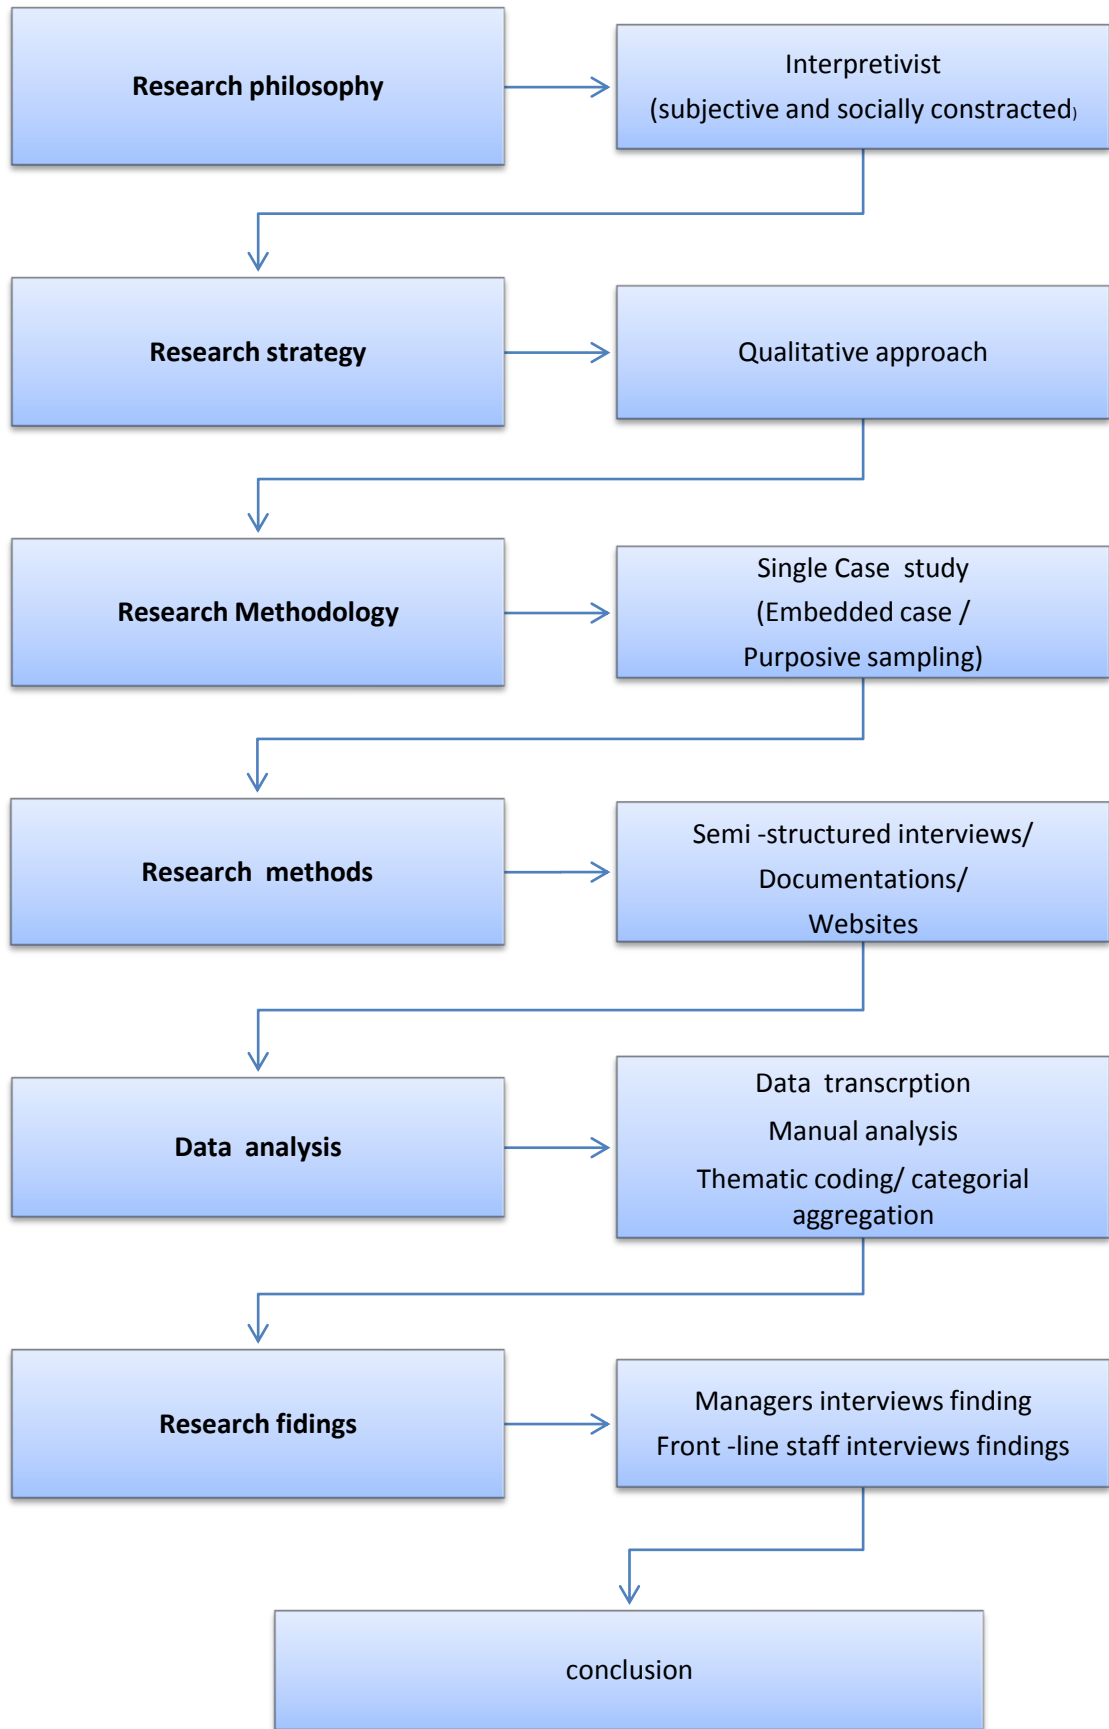 Research philosophy
Interpretivist
(subjective and socially constracted)
Research strategy
Qualitative approach
Research Methodology
Single Case study
(Embedded case /
Purposive sampling)
Research methods
Semi -structured interviews/
Documentations/
Websites
Data analysis
Data transcrption
Manual analysis
Thematic coding/ categorial
aggregation
Research fidings
Managers interviews finding
Front -line staff interviews findings
conclusion